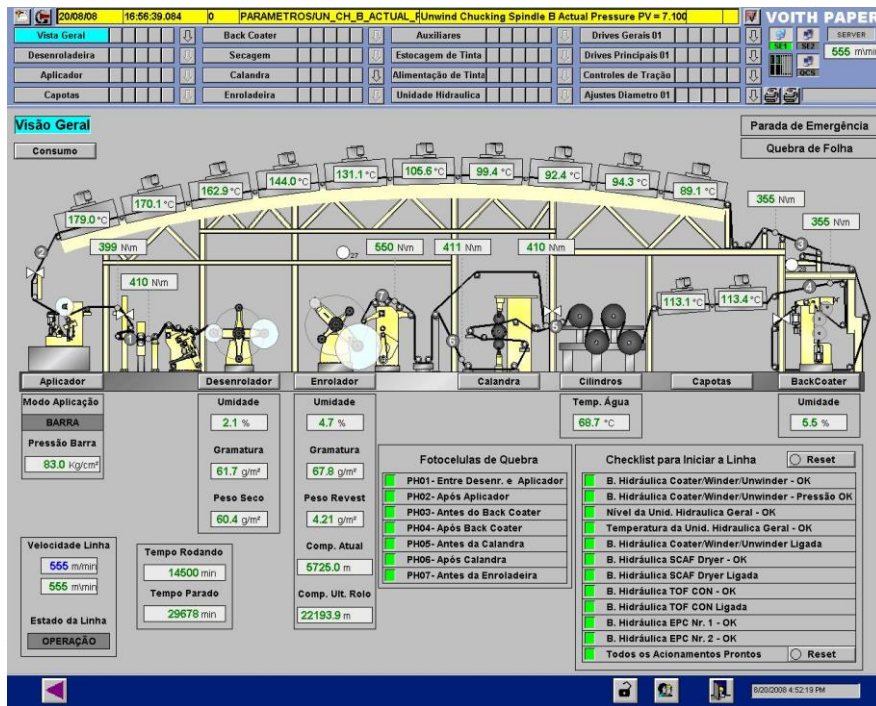 20/08/08 16:56:39.084 0 PARAMETROS/UN_CH_B_ACTUAL_F Unwind Chucking Spindle B Actual Pressure PV = 7.100
VOITH PAPER
Vista Geral Back Coater Auxiliares Drives Gerais 01 SERVER
Desenroladeira Secagem Estocagem de Tinta Drives Principais 01 SE1 SE2 555 m/min
Aplicador Calandra Alimentação de Tinta Controles de Tração OCS
Capotas Enroladeira Unidade Hidraulica Ajustes Diametro 01
Visão Geral
Parada de Emergência
Consumo
Quebra de Folha
179.0 °C 170.1 °C 162.9 °C 144.0 °C 131.1 °C 105.6 °C 99.4 °C 92.4 °C 94.3 °C 89.1 °C
355 N\m
355 N\m
2 399 N\m 27 550 N\m 411 N\m 410 N\m 3
410 N\m 7 4
113.1 °C 113.4 °C
1 6 5
Aplicador Desenrolador Enrolador Calandra Cilindros Capotas BackCoater
Modo Aplicação
BARRA
Pressão Barra
83.0 Kg/cm²
Umidade
2.1 %
Gramatura
61.7 g/m²
Peso Seco
60.4 g/m²
Umidade
4.7 %
Gramatura
67.8 g/m²
Peso Revest
4.21 g/m²
Comp. Atual
5725.0 m
Comp. Ult. Rolo
22193.9 m
Temp. Água
68.7 °C
Umidade
5.5 %
Fotocelulas de Quebra
PH01- Entre Desenr. e Aplicador
PH02- Após Aplicador
PH03- Antes do Back Coater
PH04- Após Back Coater
PH05- Antes da Calandra
PH06- Após Calandra
PH07- Antes da Enroladeira
Checklist para Iniciar a Linha Reset
B. Hidráulica Coater/Winder/Unwinder - OK
B. Hidráulica Coater/Winder/Unwinder - Pressão OK
Nível da Unid. Hidraulica Geral - OK
Temperatura da Unid. Hidraulica Geral - OK
B. Hidráulica Coater/Winder/Unwinder Ligada
B. Hidráulica SCAF Dryer - OK
B. Hidráulica SCAF Dryer Ligada
B. Hidráulica TOF CON - OK
B. Hidráulica TOF CON Ligada
B. Hidráulica EPC Nr. 1 - OK
B. Hidráulica EPC Nr. 2 - OK
Todos os Acionamentos Prontos Reset
Velocidade Linha
555 m/min
555 m\min
Estado da Linha
OPERAÇÃO
Tempo Rodando
14500 min
Tempo Parado
29678 min
8/20/2008 4:52:19 PM